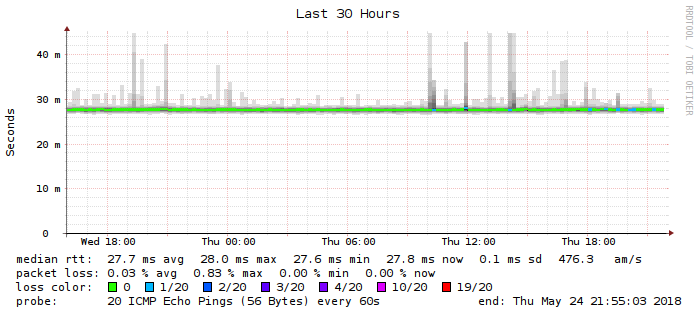 Last 30 Hours
RRDTOOL / TOBI OETIKER
Seconds
40 m
30 m
20 m
10 m
0
Wed 18:00 Thu 00:00 Thu 06:00 Thu 12:00 Thu 18:00
median rtt: 27.7 ms avg 28.0 ms max 27.6 ms min 27.8 ms now 0.1 ms sd 476.3 am/s
packet loss: 0.03 % avg 0.83 % max 0.00 % min 0.00 % now
loss color: 0 1/20 2/20 3/20 4/20 10/20 19/20
probe: 20 ICMP Echo Pings (56 Bytes) every 60s end: Thu May 24 21:55:03 2018